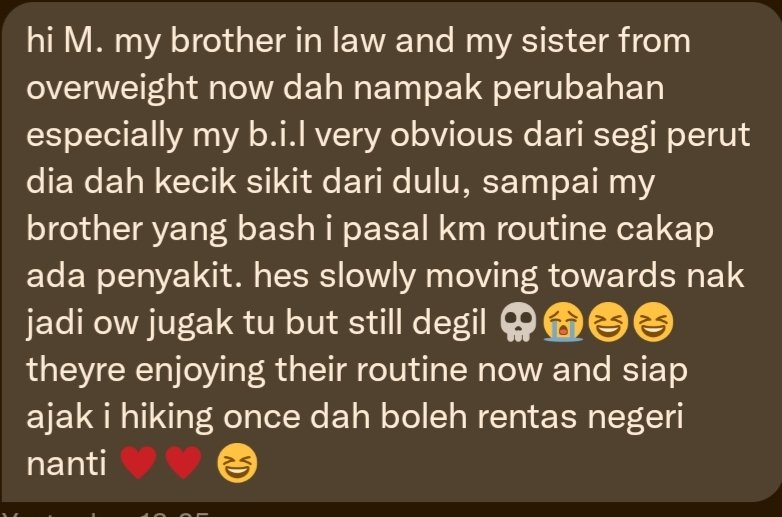 hi M. my brother in law and my sister from
overweight now dah nampak perubahan
especially my b.i.l very obvious dari segi perut
dia dah kecik sikit dari dulu, sampai my
brother yang bash i pasal km routine cakap
ada penyakit. hes slowly moving towards nak
jadi ow jugak tu but still degil 💀😭😆😆
theyre enjoying their routine now and siap
ajak i hiking once dah boleh rentas negeri
nanti ♥️♥️ 😆